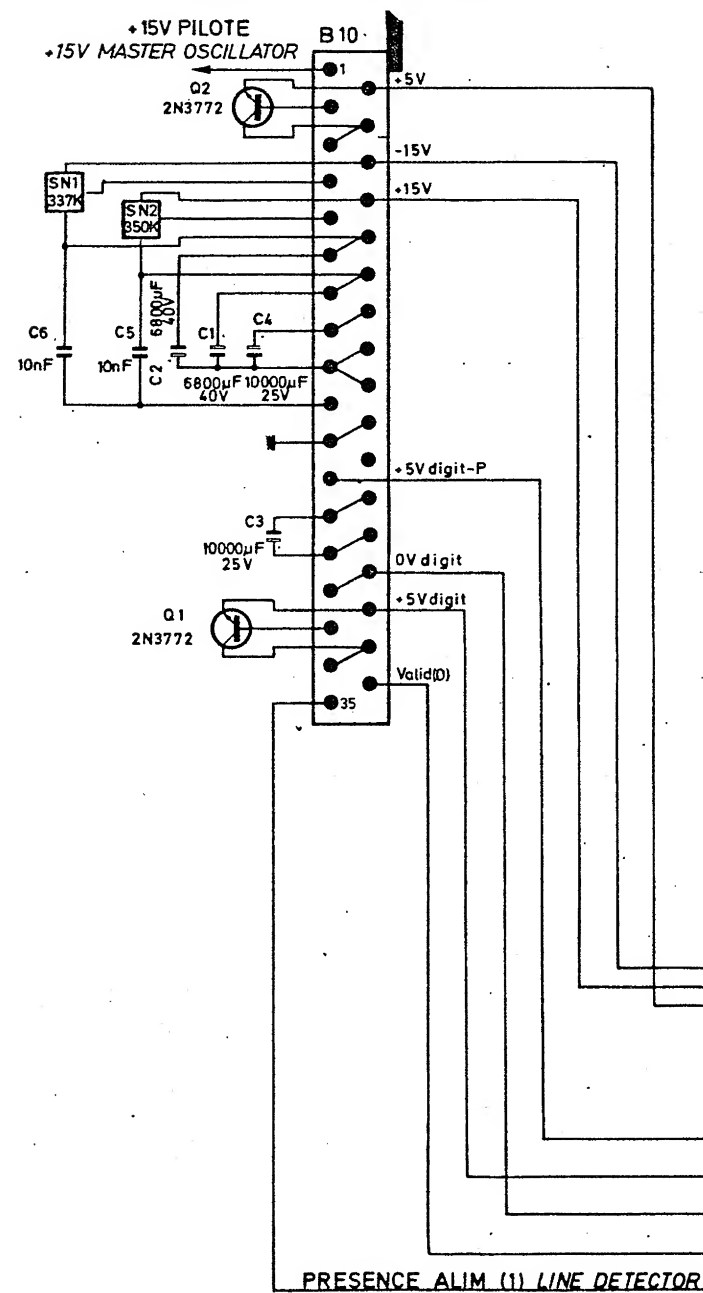 +15V PILOTE
+15V MASTER OSCILLATOR
B10
1
Q2
2N3772
+5V
-15V
SN1
337K
+15V
SN2
350K
6800µF
40V
C6
10nF
C5
10nF
C2
C1
6800µF
40V
C4
10000µF
25V
+5V digit-P
C3
10000µF
25V
0V digit
+5V digit
Q1
2N3772
Valid(0)
35
PRESENCE ALIM (1) LINE DETECTOR